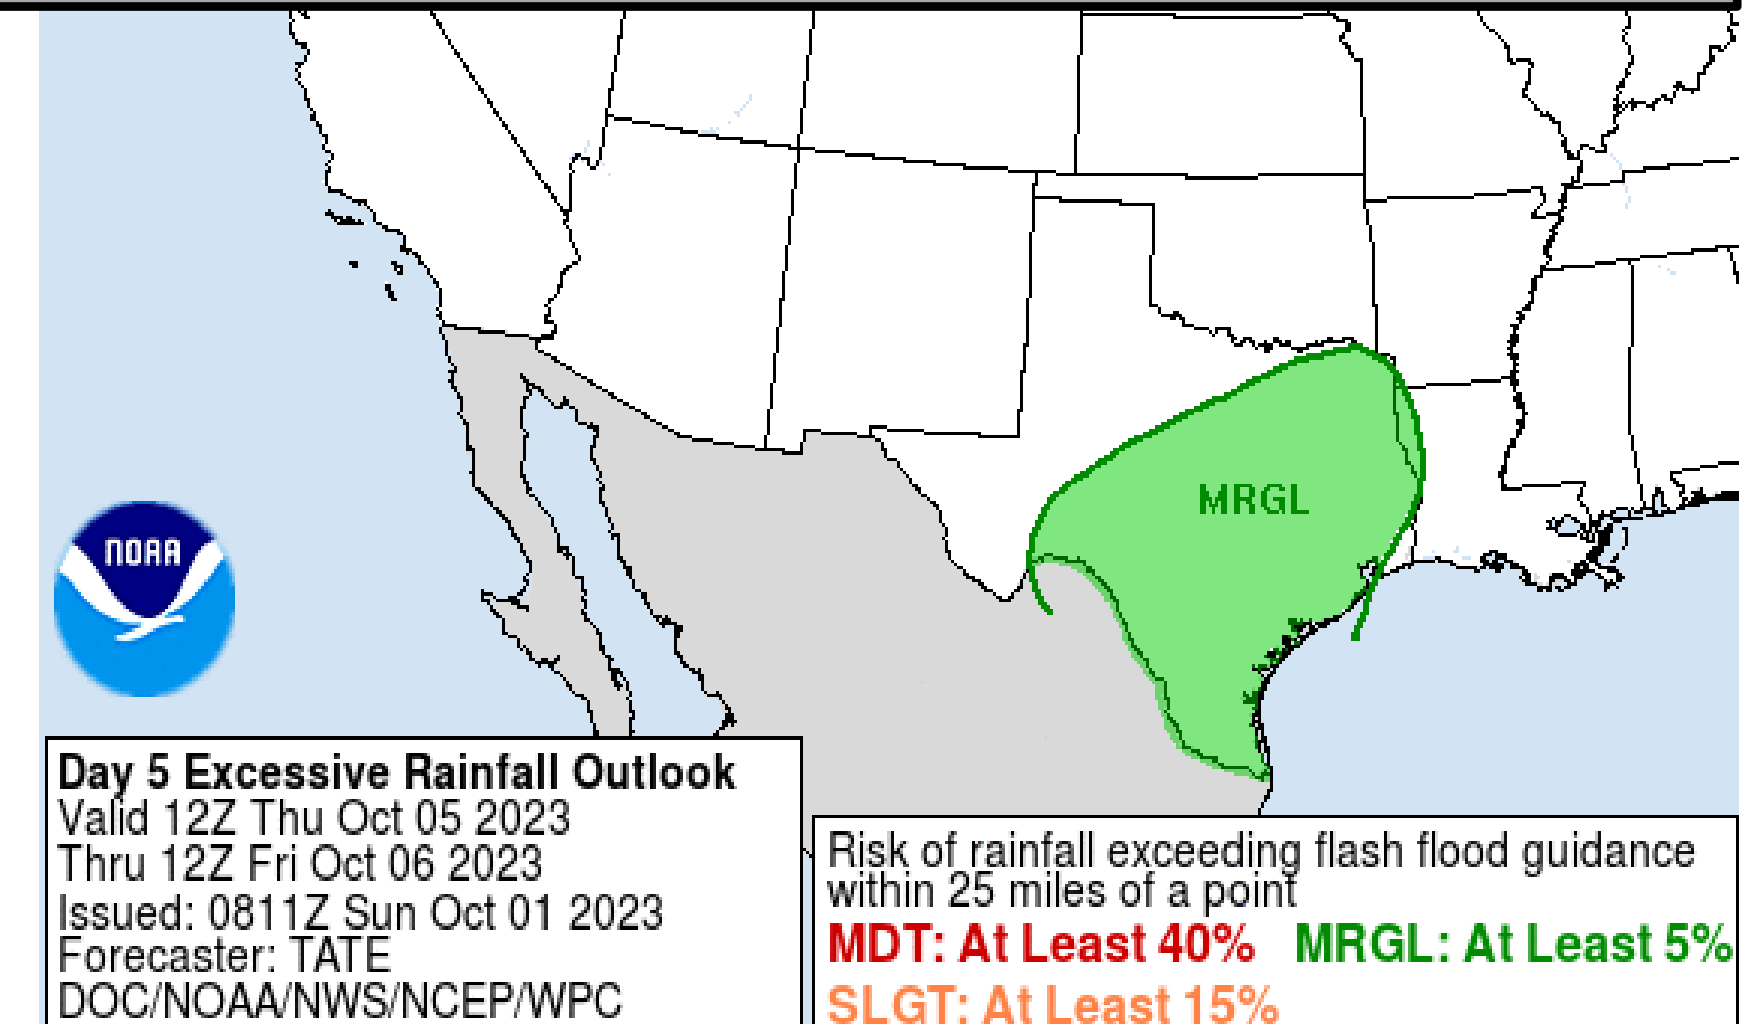 MRGL
NOAA
Day 5 Excessive Rainfall Outlook
Valid 12Z Thu Oct 05 2023
Thru 12Z Fri Oct 06 2023
Issued: 0811Z Sun Oct 01 2023
Forecaster: TATE
DOC/NOAA/NWS/NCEP/WPC
Risk of rainfall exceeding flash flood guidance
within 25 miles of a point
MDT: At Least 40% MRGL: At Least 5%
SLGT: At Least 15%